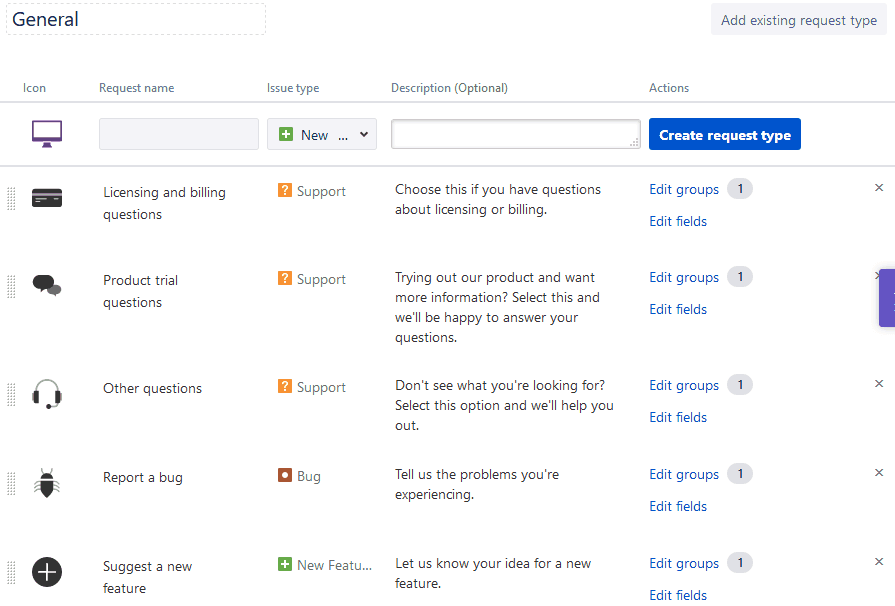 General
Add existing request type
Icon Request name Issue type Description (Optional) Actions
New ... Create request type
Licensing and billing questions
Support
Choose this if you have questions
about licensing or billing.
Edit groups 1
Edit fields
Product trial
questions
Support
Trying out our product and want
more information? Select this and
we'll be happy to answer your
questions.
Edit groups 1
Edit fields
Other questions
Support
Don't see what you're looking for?
Select this option and we'll help you
out.
Edit groups 1
Edit fields
Report a bug
Bug
Tell us the problems you're
experiencing.
Edit groups 1
Edit fields
Suggest a new
feature
New Featu...
Let us know your idea for a new
feature.
Edit groups 1
Edit fields